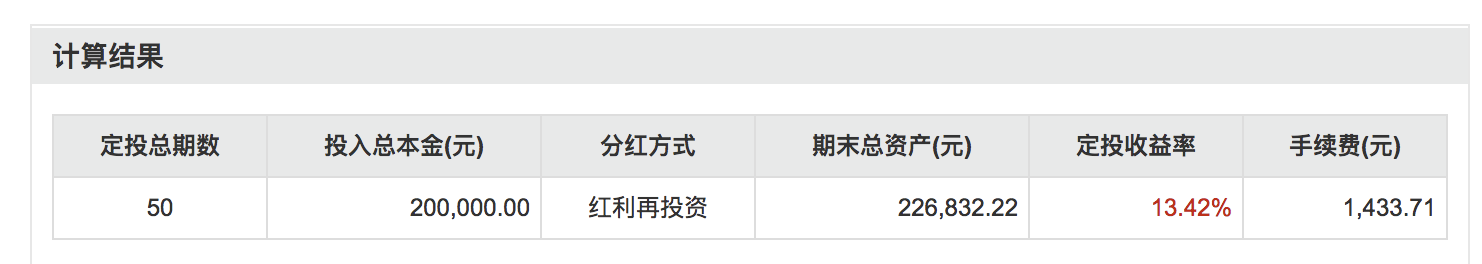 计算结果
定投总期数 投入总本金(元) 分红方式 期末总资产(元) 定投收益率 手续费(元)
50 200,000.00 红利再投资 226,832.22 13.42% 1,433.71